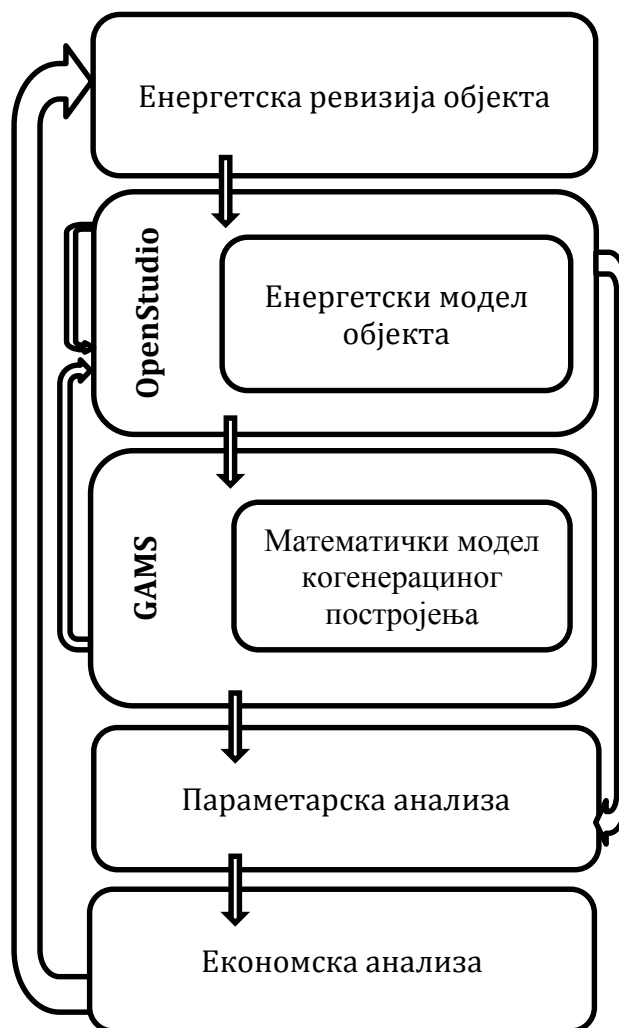 Енергетска ревизија објекта
OpenStudio
Енергетски модел
објекта
GAMS
Математички модел
когенерациног
постројења
Параметарска анализа
Економска анализа